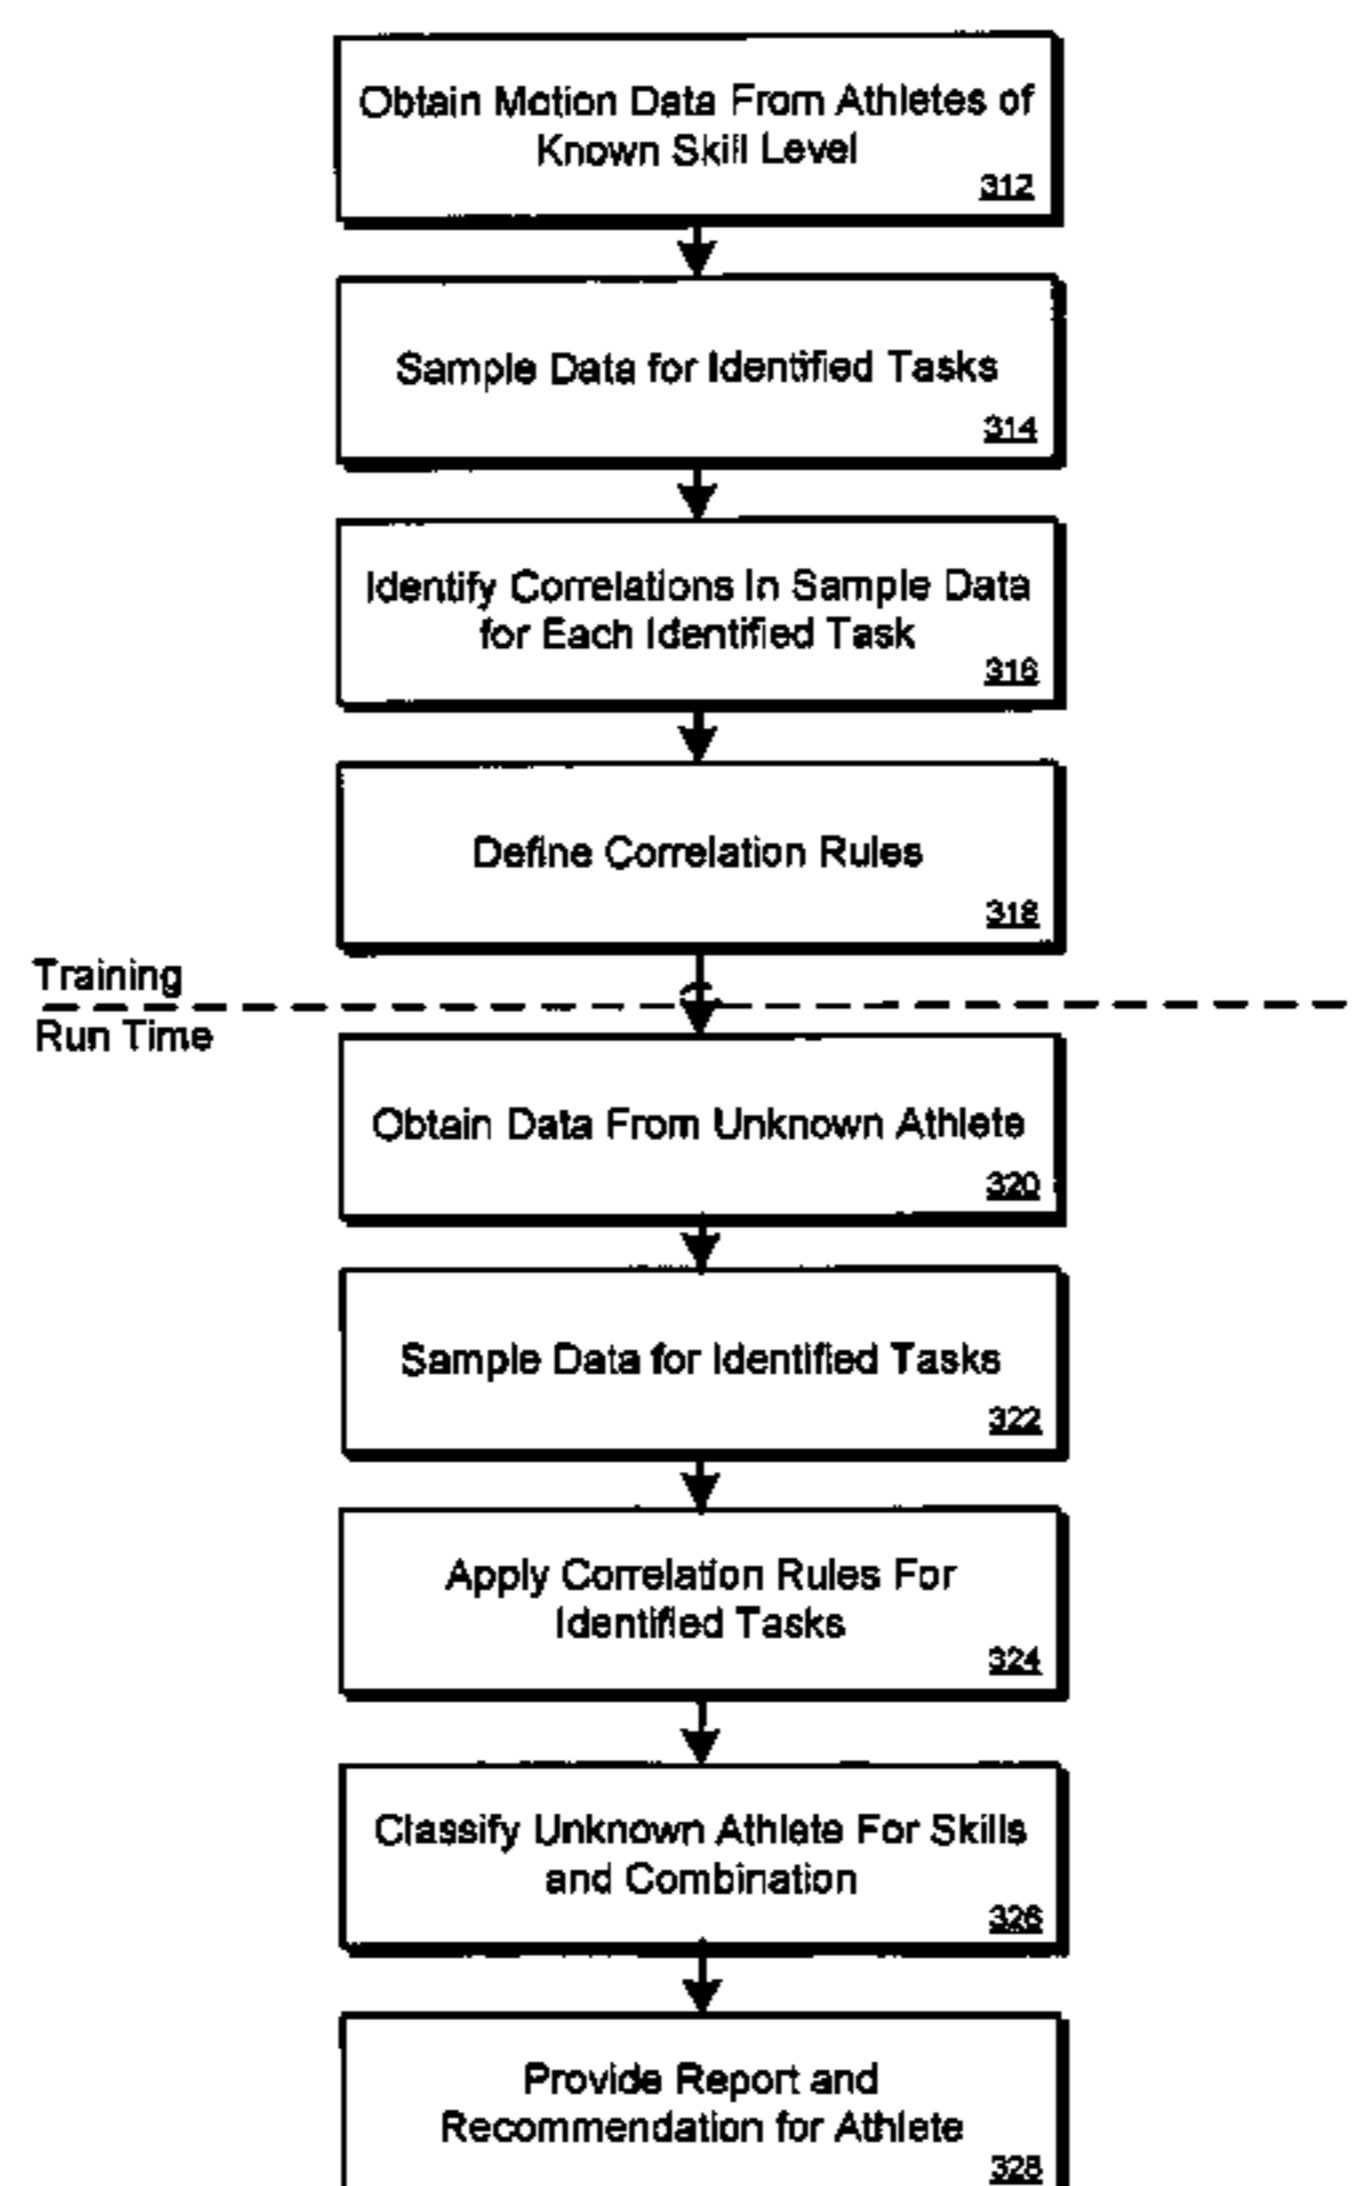 Obtain Motion Data From Athletes of
Known Skill Level
312
Sample Data for Identified Tasks
314
Identify Correlations In Sample Data
for Each Identified Task
316
Define Correlation Rules
318
Training
Run Time
Obtain Data From Unknown Athlete
320
Sample Data for Identified Tasks
322
Apply Correlation Rules For
Identified Tasks
324
Classify Unknown Athlete For Skills
and Combination
326
Provide Report and
Recommendation for Athlete
328